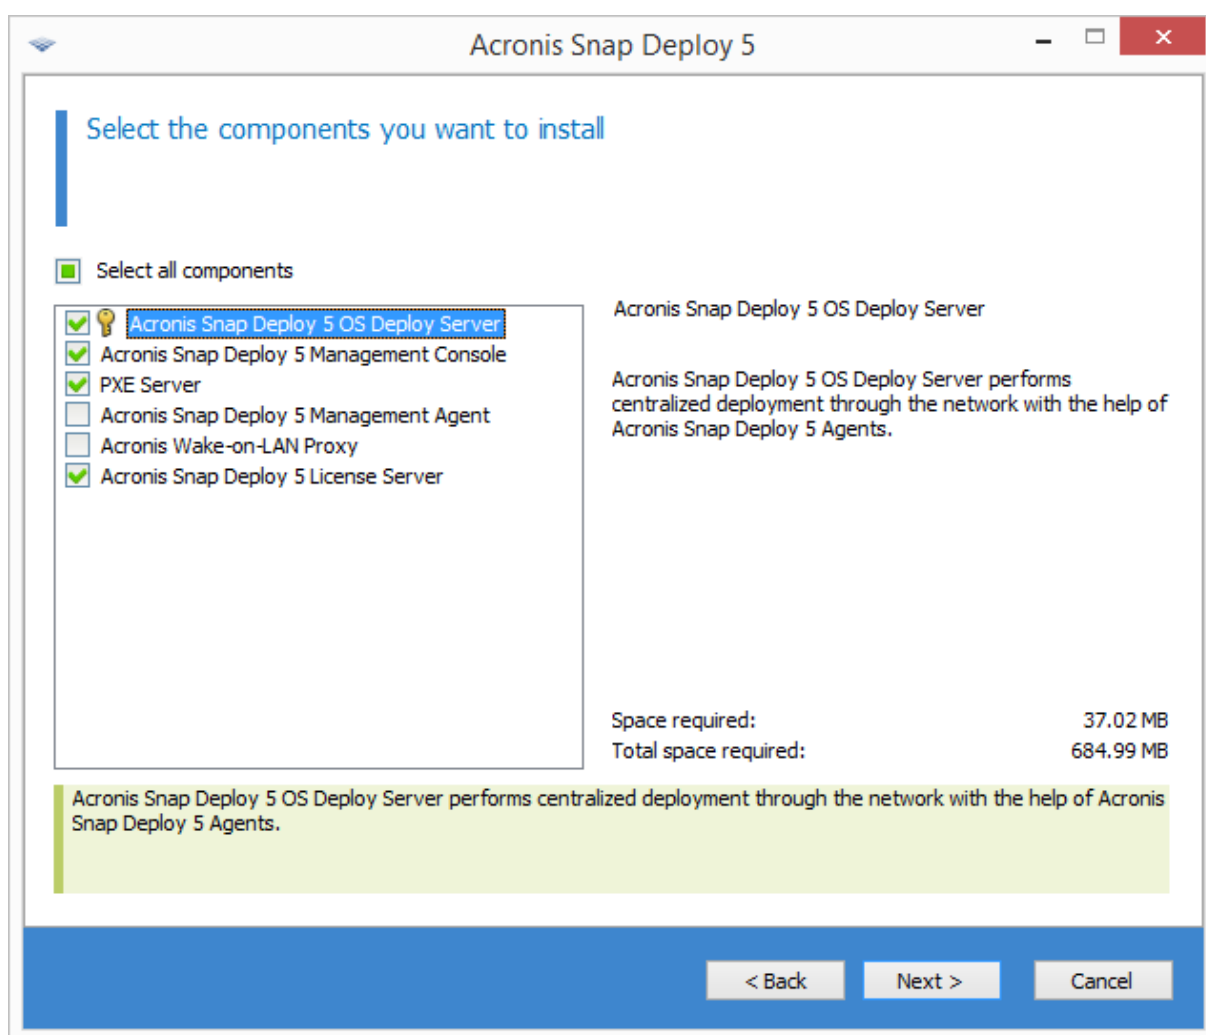 Acronis Snap Deploy 5
Select the components you want to install
Select all components
Acronis Snap Deploy 5 OS Deploy Server
Acronis Snap Deploy 5 Management Console
PXE Server
Acronis Snap Deploy 5 Management Agent
Acronis Wake-on-LAN Proxy
Acronis Snap Deploy 5 License Server
Acronis Snap Deploy 5 OS Deploy Server
Acronis Snap Deploy 5 OS Deploy Server performs
centralized deployment through the network with the help of
Acronis Snap Deploy 5 Agents.
Space required: 37.02 MB
Total space required: 684.99 MB
Acronis Snap Deploy 5 OS Deploy Server performs centralized deployment through the network with the help of Acronis
Snap Deploy 5 Agents.
< Back Next > Cancel